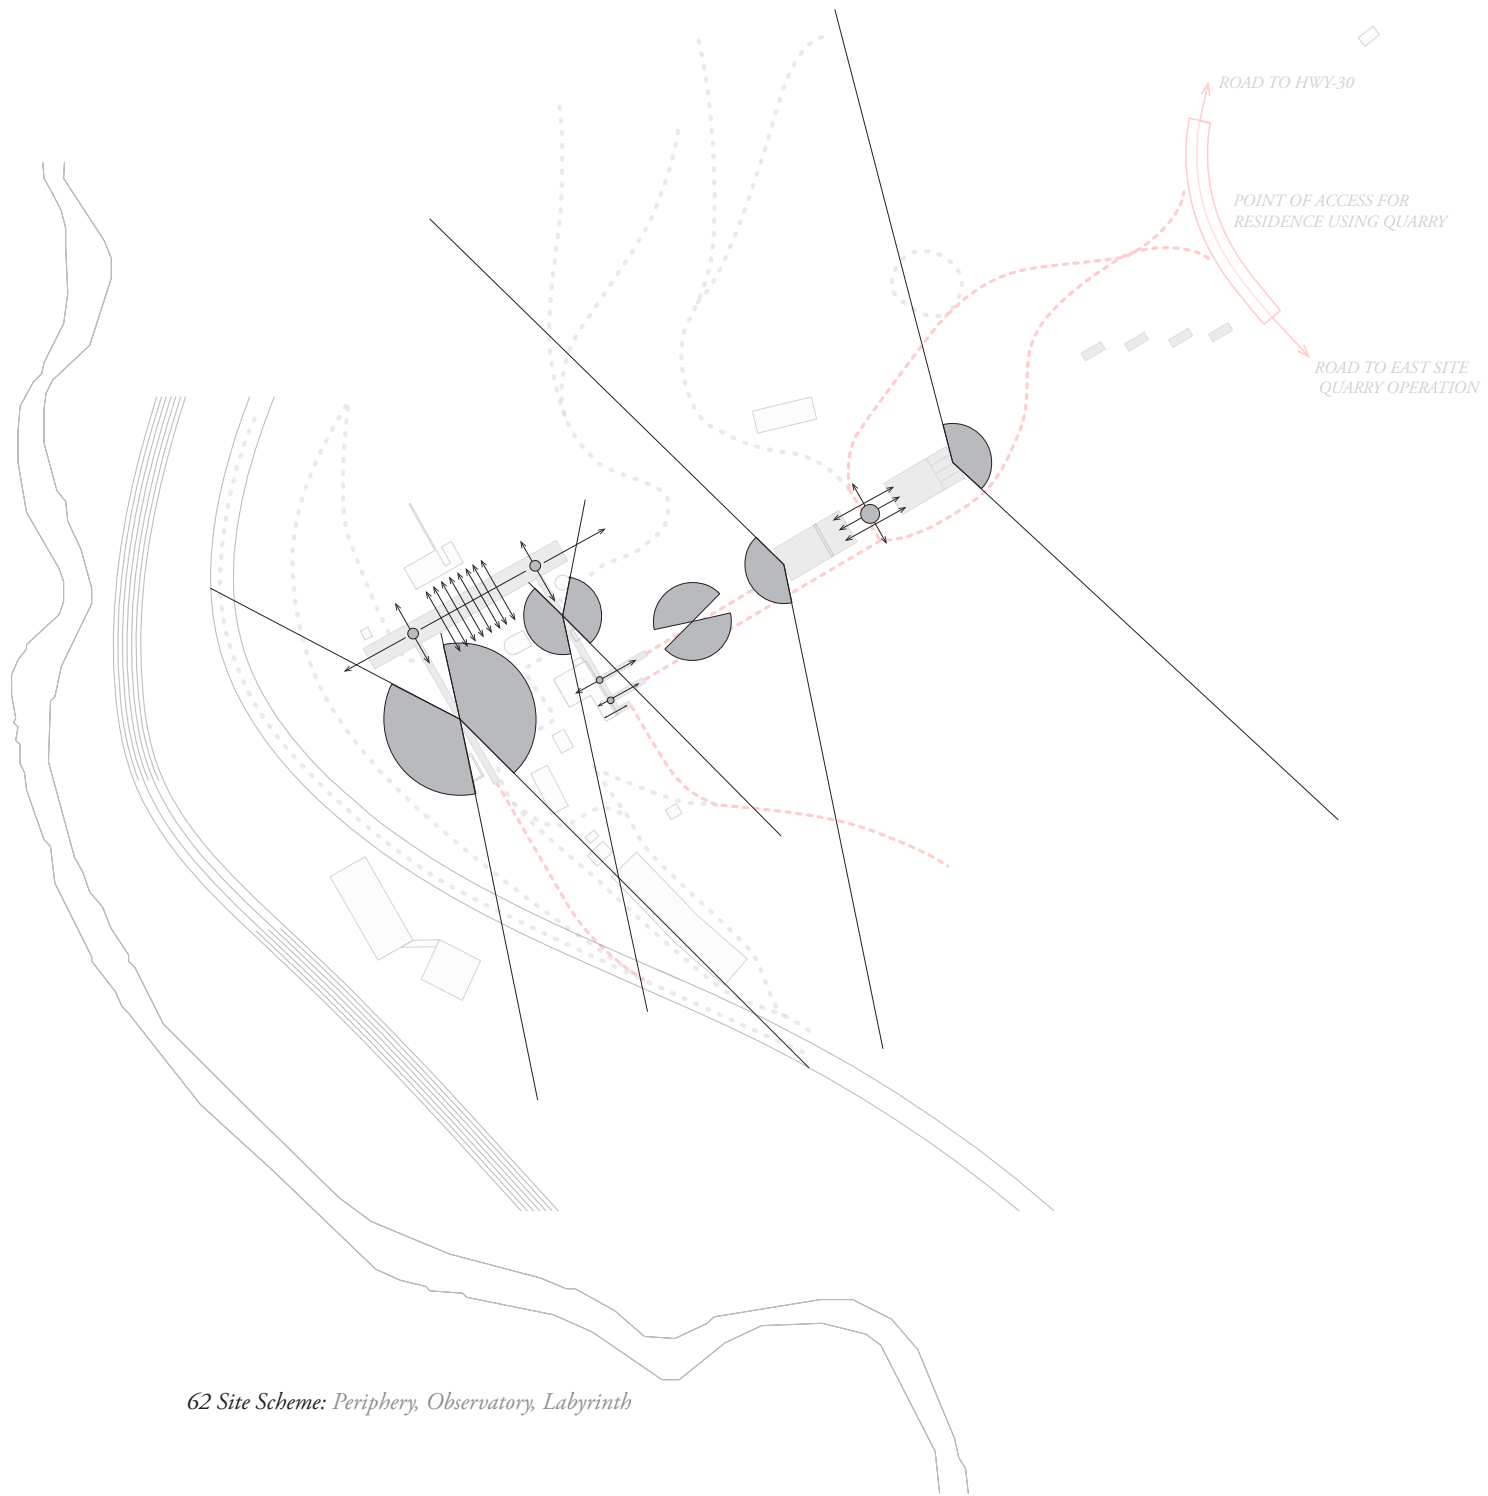 ROAD TO HWY-30
POINT OF ACCESS FOR
RESIDENCE USING QUARRY
ROAD TO EAST SITE
QUARRY OPERATION
62 Site Scheme: Periphery, Observatory, Labyrinth